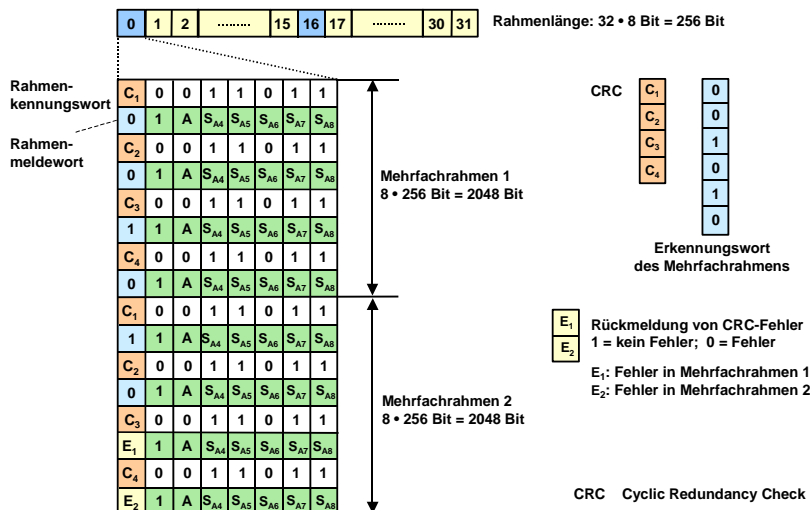 0 1 2 ......... 15 16 17 ......... 30 31 Rahmenlänge: 32 • 8 Bit = 256 Bit
Rahmen-
kennungswort
Rahmen-
meldewort
C1 0 0 1 1 0 1 1
0 1 A SA4 SA5 SA6 SA7 SA8
C2 0 0 1 1 0 1 1
0 1 A SA4 SA5 SA6 SA7 SA8
C3 0 0 1 1 0 1 1
1 1 A SA4 SA5 SA6 SA7 SA8
C4 0 0 1 1 0 1 1
0 1 A SA4 SA5 SA6 SA7 SA8
C1 0 0 1 1 0 1 1
1 1 A SA4 SA5 SA6 SA7 SA8
C2 0 0 1 1 0 1 1
0 1 A SA4 SA5 SA6 SA7 SA8
C3 0 0 1 1 0 1 1
E1 1 A SA4 SA5 SA6 SA7 SA8
C4 0 0 1 1 0 1 1
E2 1 A SA4 SA5 SA6 SA7 SA8
Mehrfachrahmen 1
8 • 256 Bit = 2048 Bit
Mehrfachrahmen 2
8 • 256 Bit = 2048 Bit
CRC
C1
C2
C3
C4
0
0
1
0
1
0
Erkennungswort
des Mehrfachrahmens
E1
E2
Rückmeldung von CRC-Fehler
1 = kein Fehler; 0 = Fehler
E1: Fehler in Mehrfachrahmen 1
E2: Fehler in Mehrfachrahmen 2
CRC Cyclic Redundancy Check